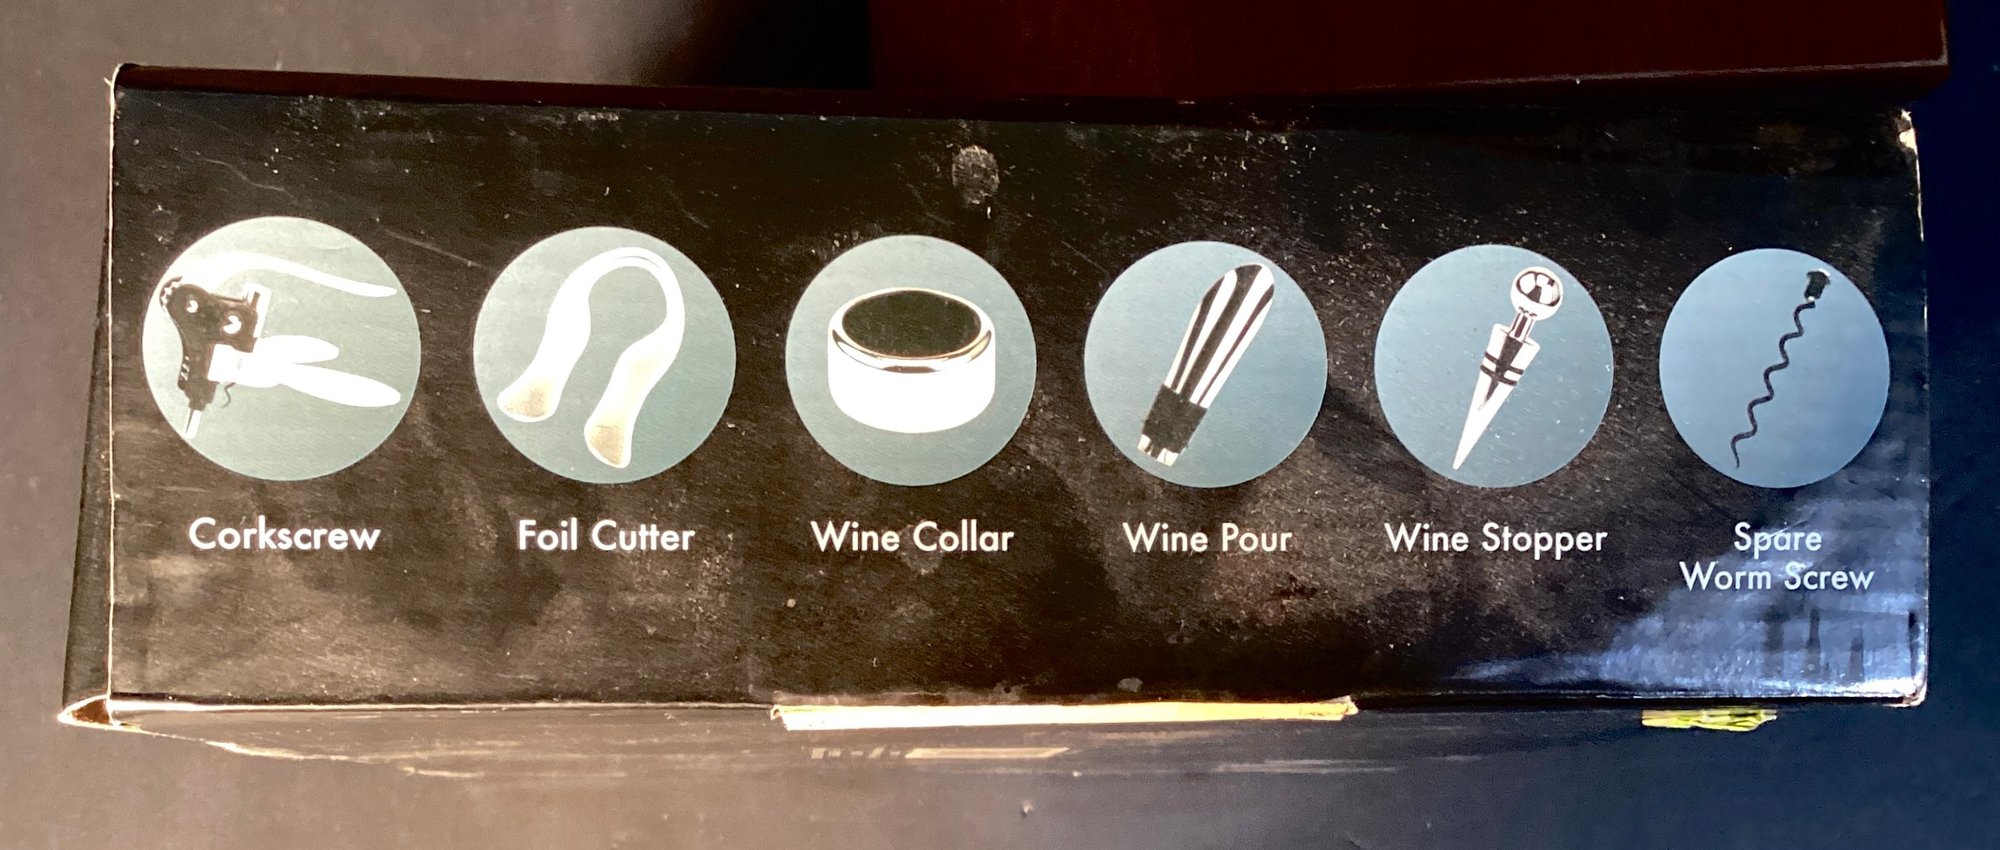 Corkscrew
Foil Cutter
Wine Collar
Wine Pour
Wine Stopper
Spare
Worm Screw